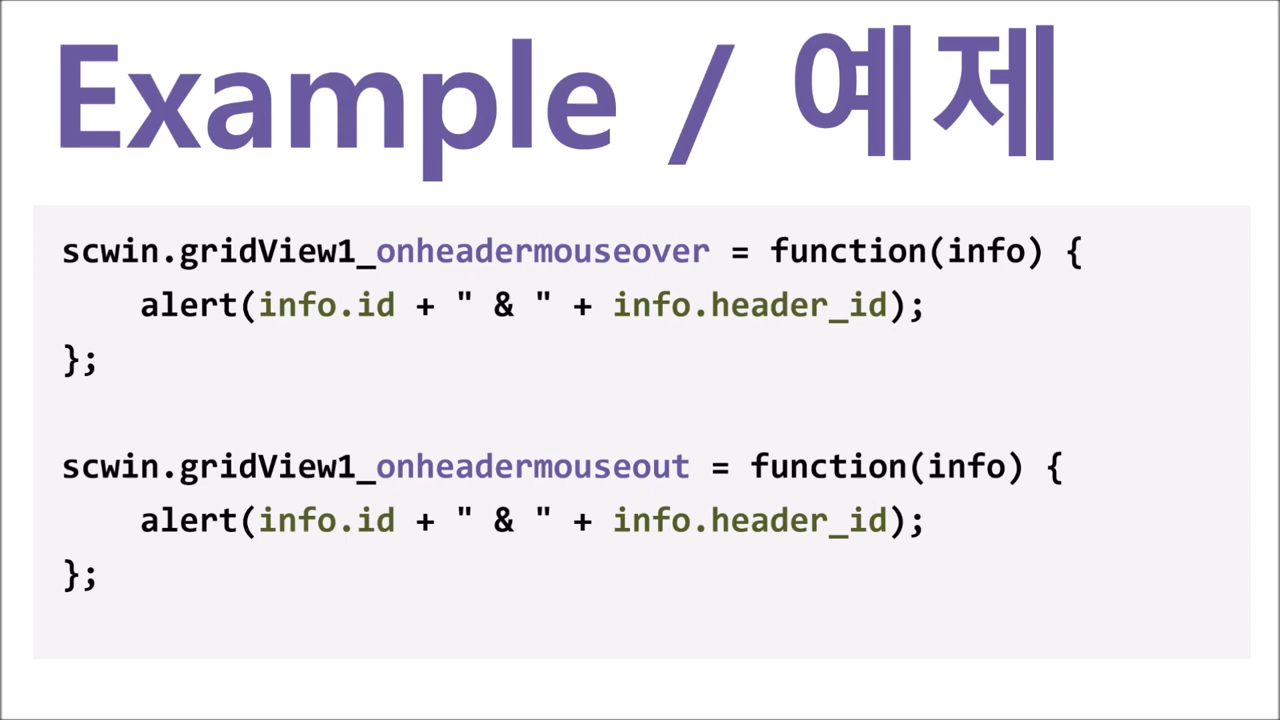 Example / 예제
scwin.gridView1_onheadermouseover = function(info) {
    alert(info.id + " & " + info.header_id);
};
scwin.gridView1_onheadermouseout = function(info) {
    alert(info.id + " & " + info.header_id);
};